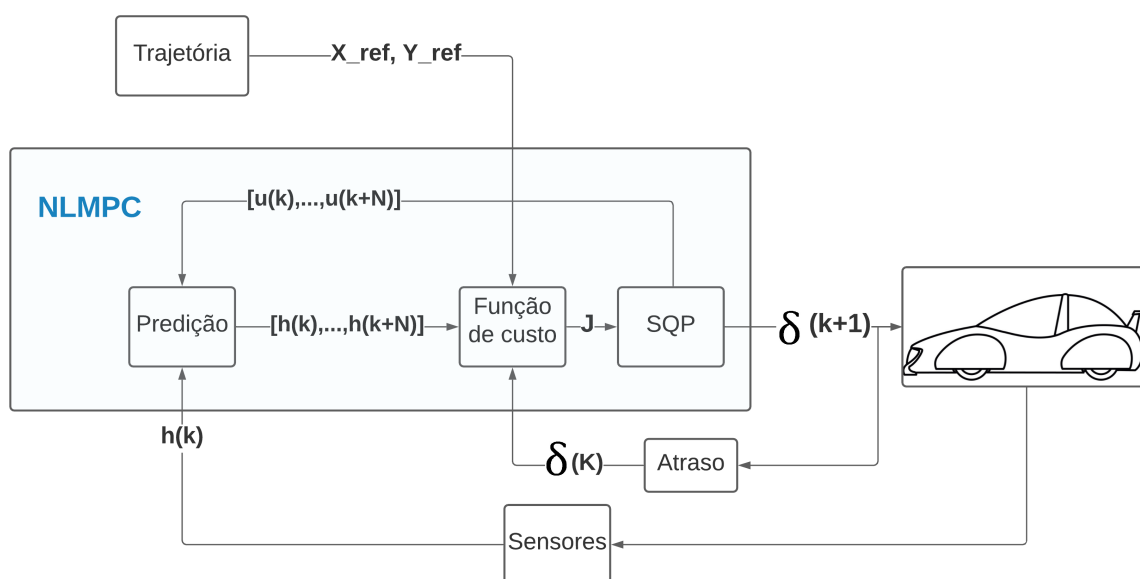 Trajetória
X_ref, Y_ref
NLMPC
[u(k),...,u(k+N)]
Predição
[h(k),...,h(k+N)]
Função
de custo
J
SQP
δ (k+1)
h(k)
δ (K)
Atraso
Sensores